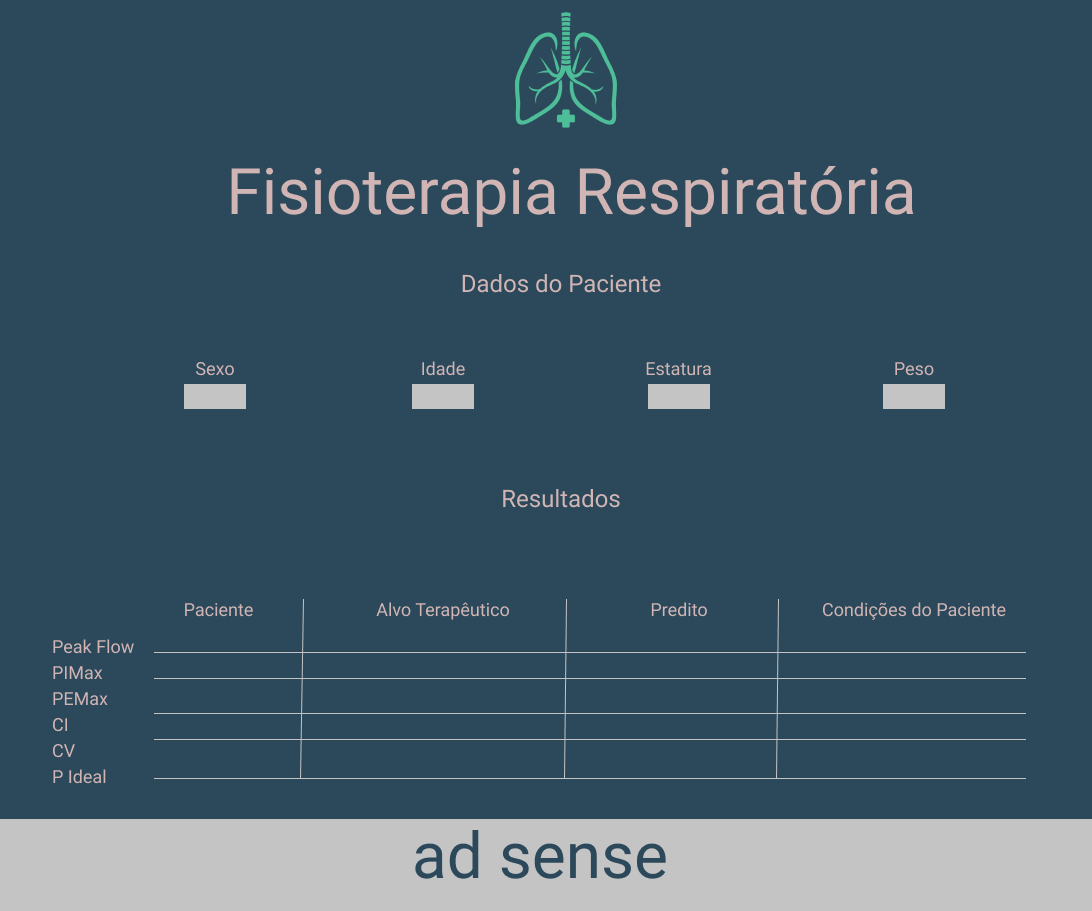 Fisioterapia Respiratória
Dados do Paciente
Sexo Idade Estatura Peso
Resultados
Paciente Alvo Terapêutico Predito Condições do Paciente
Peak Flow
PIMax
PEMax
CI
CV
P Ideal
ad sense